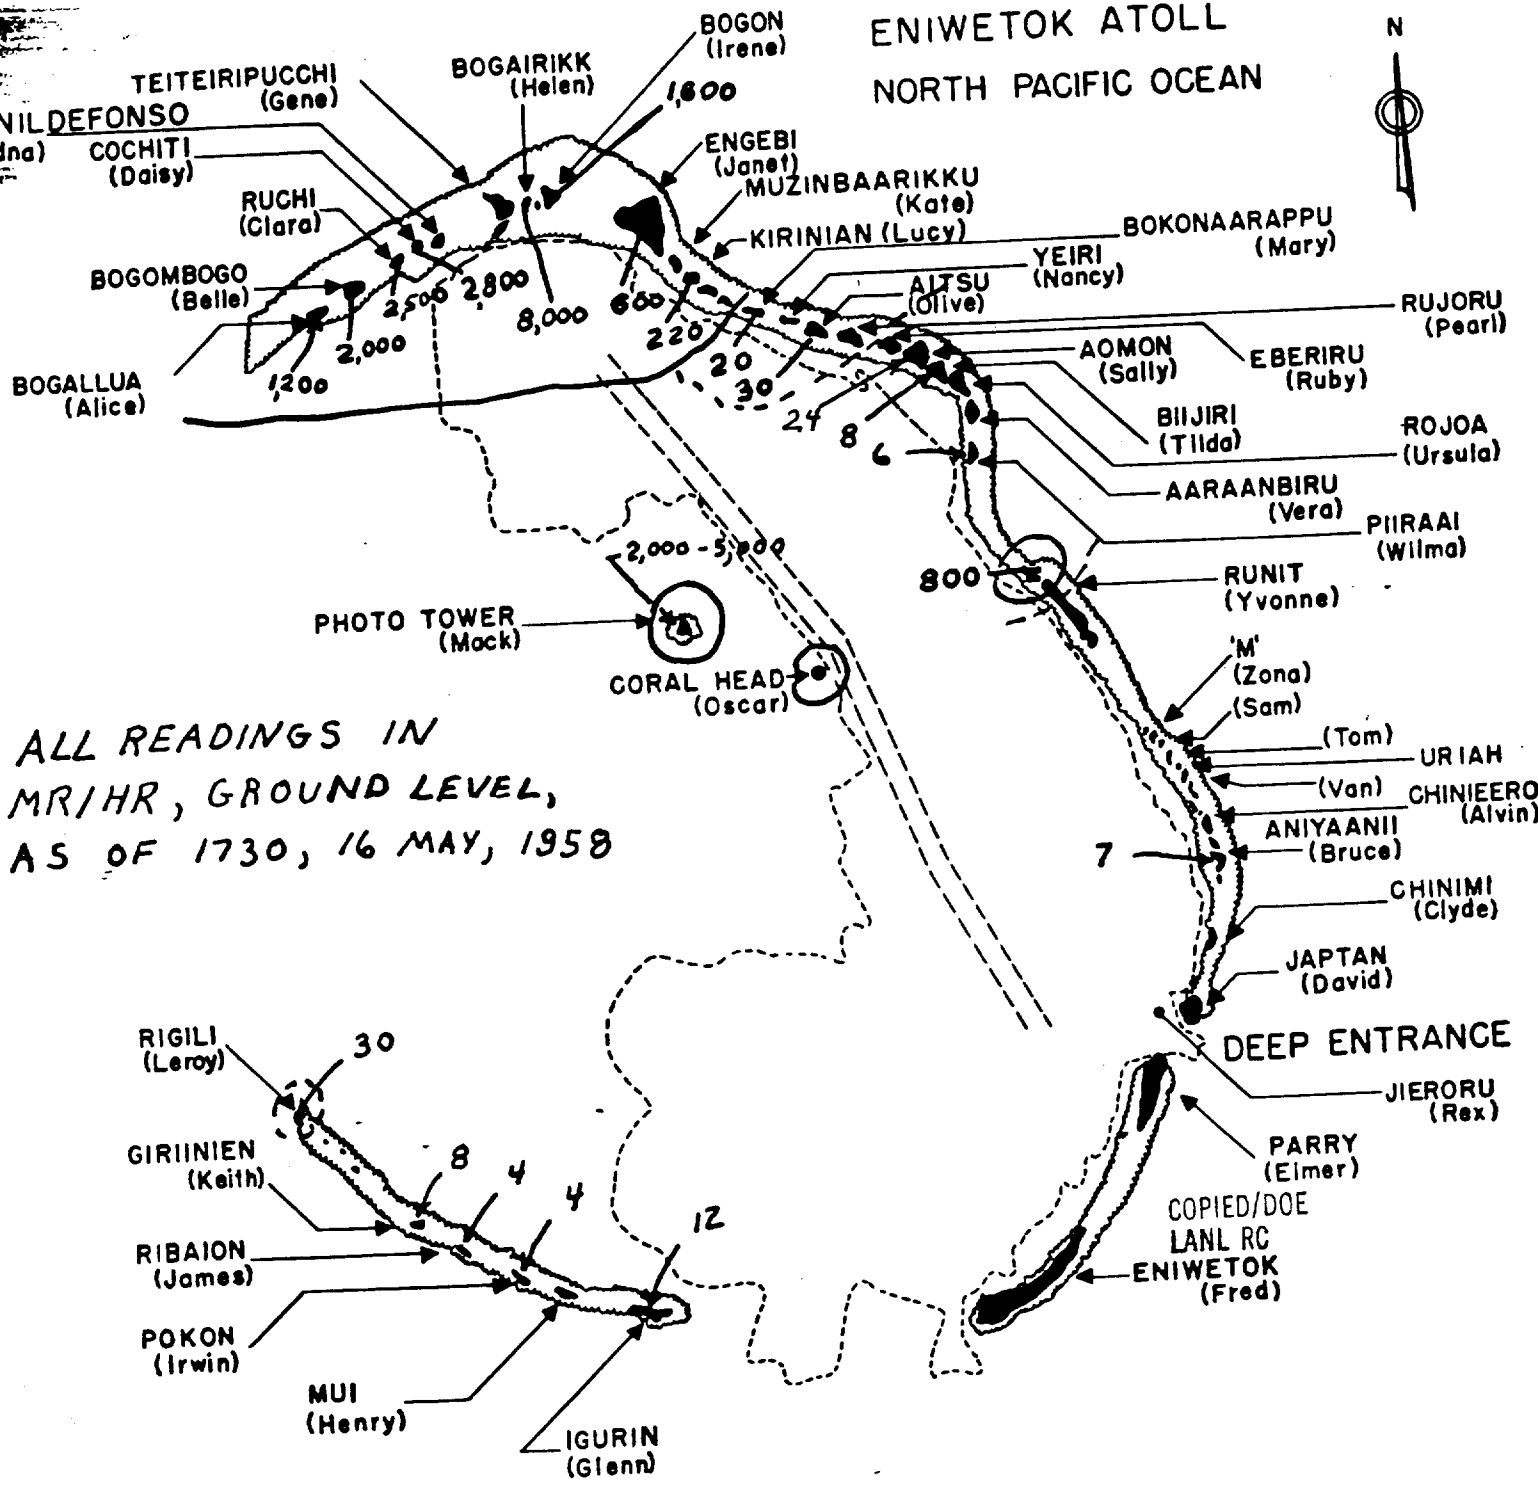 ENIWETOK ATOLL
NORTH PACIFIC OCEAN
N
BOGON
(Irene)
BOGAIRIKK
(Helen)
1,600
TEITEIRIPUCCHI
(Gene)
NILDEFONSO
dna)
COCHITI
(Daisy)
RUCHI
(Clara)
BOGOMBOGO
(Belle)
BOGALLUA
(Alice)
1,200
2,000
2,500
2,800
8,000
600
220
20
30
24
8
6
ENGEBI
(Janet)
MUZINBAARIKKU
(Kate)
KIRINIAN (Lucy)
BOKONAARAPPU
(Mary)
YEIRI
(Nancy)
AITSU
(Olive)
RUJORU
(Pearl)
EBERIRU
(Ruby)
AOMON
(Sally)
BIIJIRI
(Tilda)
ROJOA
(Ursula)
AARAANBIRU
(Vera)
PIIRAAI
(Wilma)
RUNIT
(Yvonne)
800
2,000 - 5,000
PHOTO TOWER
(Mack)
CORAL HEAD
(Oscar)
'M'
(Zona)
(Sam)
(Tom)
URIAH
(Van)
CHINIEERO
(Alvin)
ANIYAANII
(Bruce)
7
CHINIMI
(Clyde)
JAPTAN
(David)
DEEP ENTRANCE
JIERORU
(Rex)
PARRY
(Elmer)
COPIED/DOE
LANL RC
ENIWETOK
(Fred)
ALL READINGS IN
MR/HR, GROUND LEVEL,
AS OF 1730, 16 MAY, 1958
RIGILI
(Leroy)
30
GIRIINIEN
(Keith)
8
4
4
12
RIBAION
(James)
POKON
(Irwin)
MUI
(Henry)
IGURIN
(Glenn)